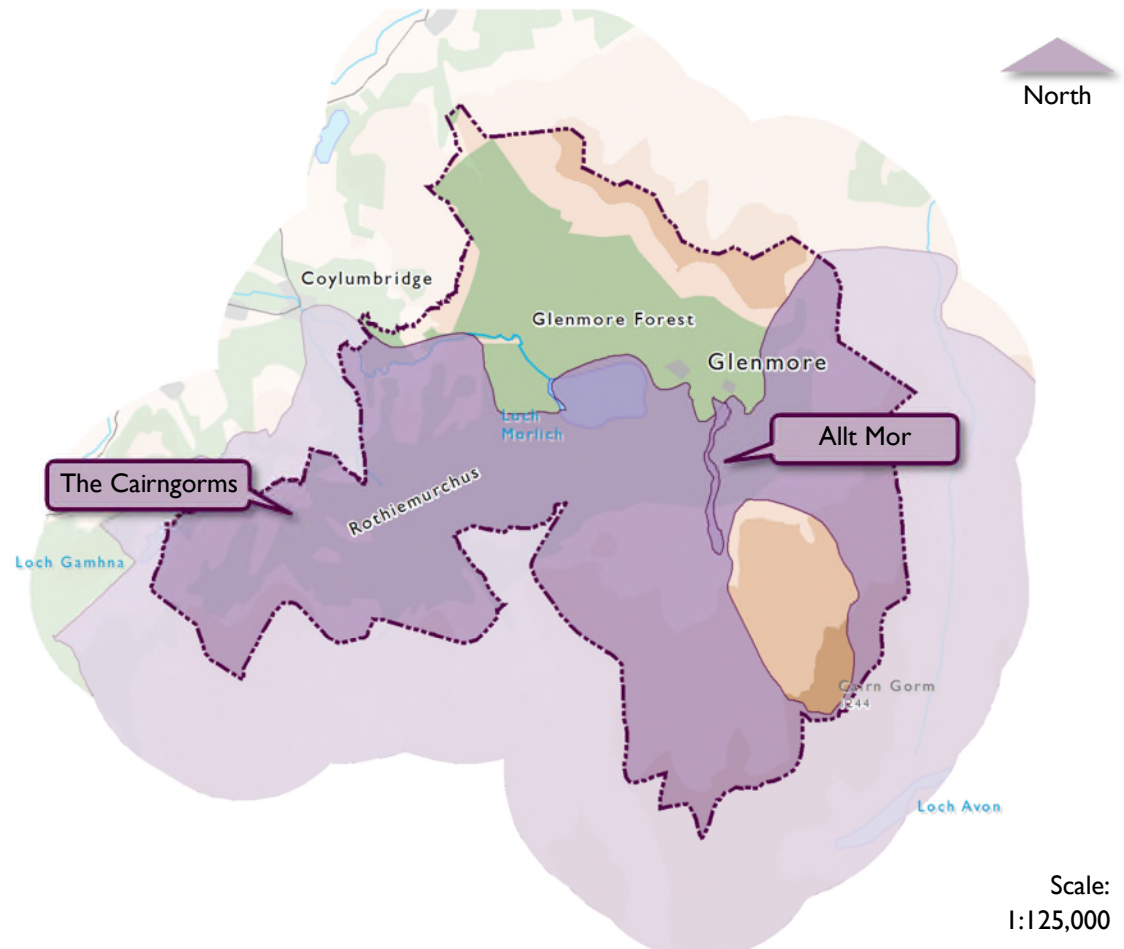 North
Coylumbridge
Glenmore Forest
Glenmore
Loch
Morlich
Allt Mor
The Cairngorms
Rothiemurchus
Loch Gamhna
Cairn Gorm
1244
Loch Avon
Scale:
1:125,000